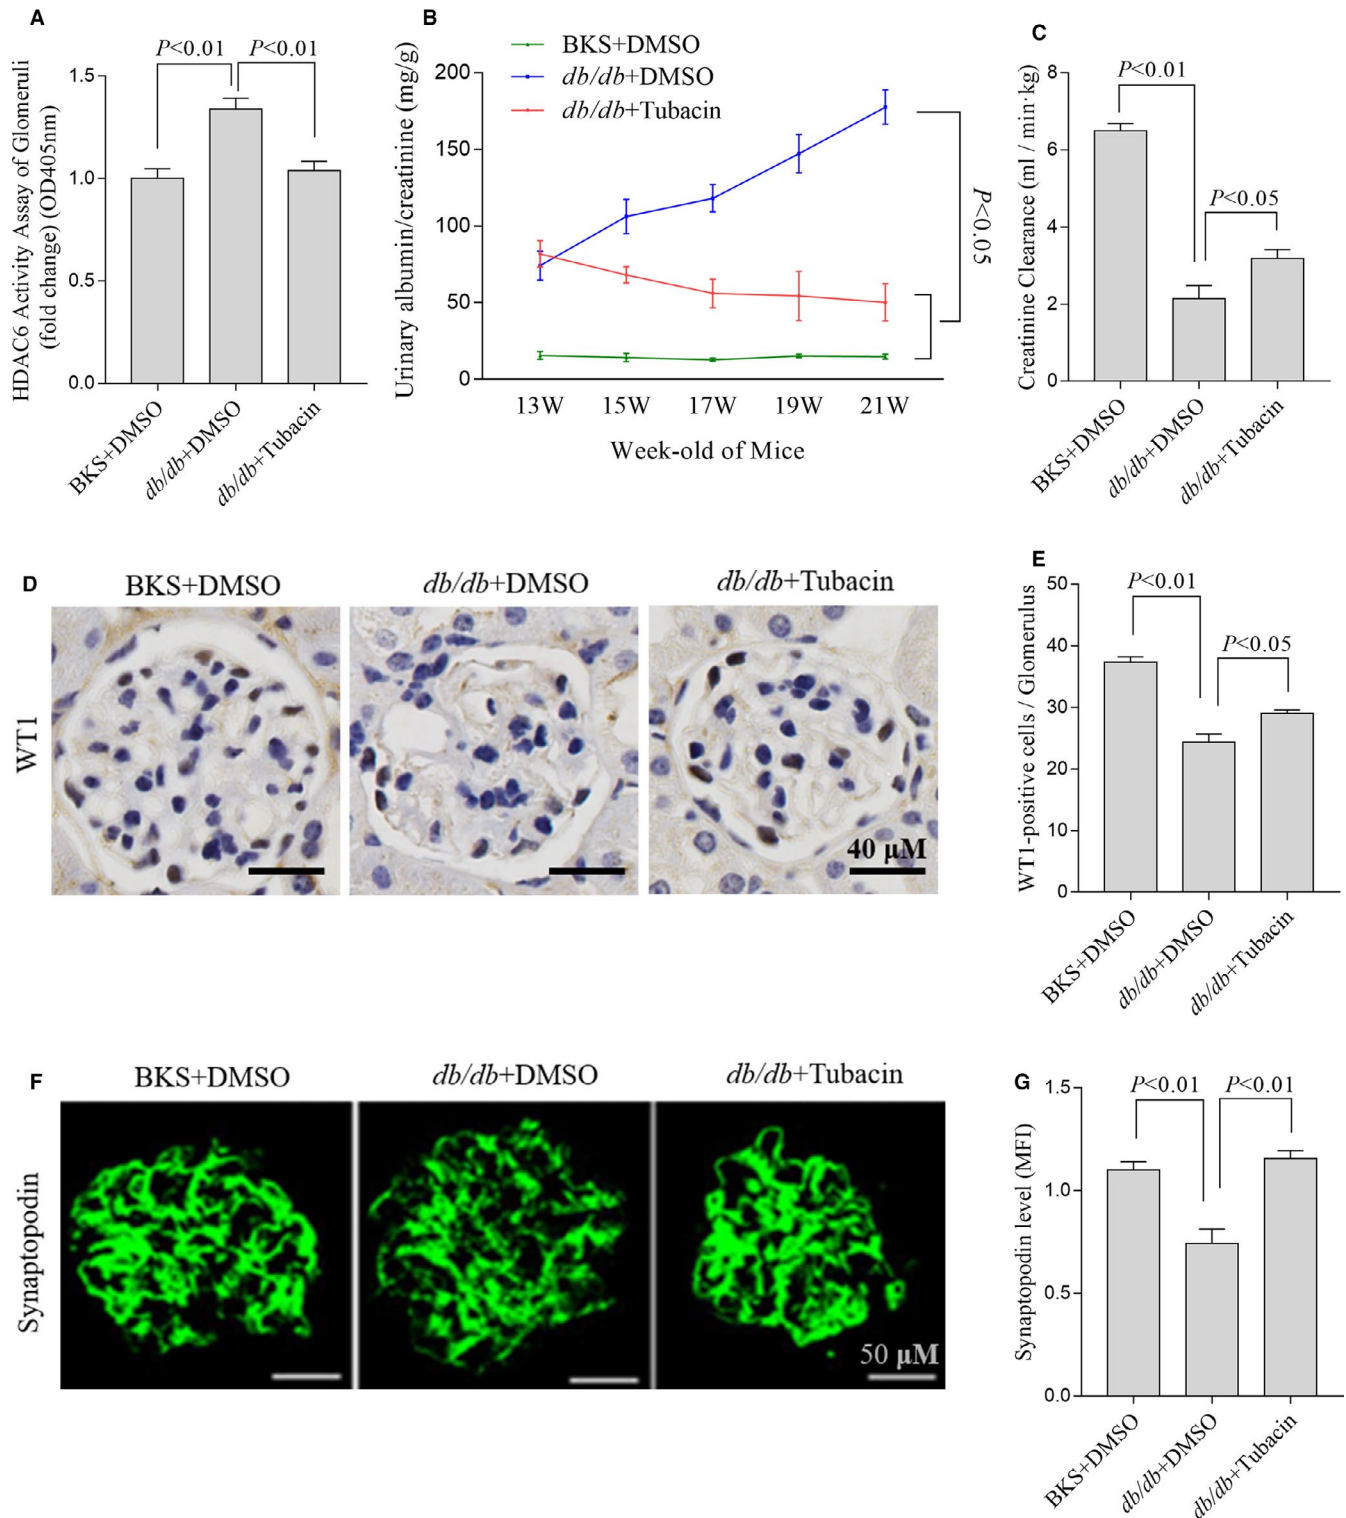 A
HDAC6 Activity Assay of Glomeruli
(fold change) (OD405nm)
P<0.01
P<0.01
1.5
1.0
0.5
0.0
BKS+DMSO
db/db+DMSO
db/db+Tubacin
B
BKS+DMSO
db/db+DMSO
db/db+Tubacin
Urinary albumin/creatinine (mg/g)
200
150
100
50
0
13W 15W 17W 19W 21W
Week-old of Mice
P<0.05
C
Creatinine Clearance (ml / min·kg)
8
6
4
2
0
P<0.01
P<0.05
BKS+DMSO
db/db+DMSO
db/db+Tubacin
D
BKS+DMSO
db/db+DMSO
db/db+Tubacin
WT1
40 μM
E
WT1-positive cells / Glomerulus
50
40
30
20
10
0
P<0.01
P<0.05
BKS+DMSO
db/db+DMSO
db/db+Tubacin
F
BKS+DMSO
db/db+DMSO
db/db+Tubacin
Synaptopodin
50 μM
G
Synaptopodin level (MFI)
1.5
1.0
0.5
0.0
P<0.01
P<0.01
BKS+DMSO
db/db+DMSO
db/db+Tubacin